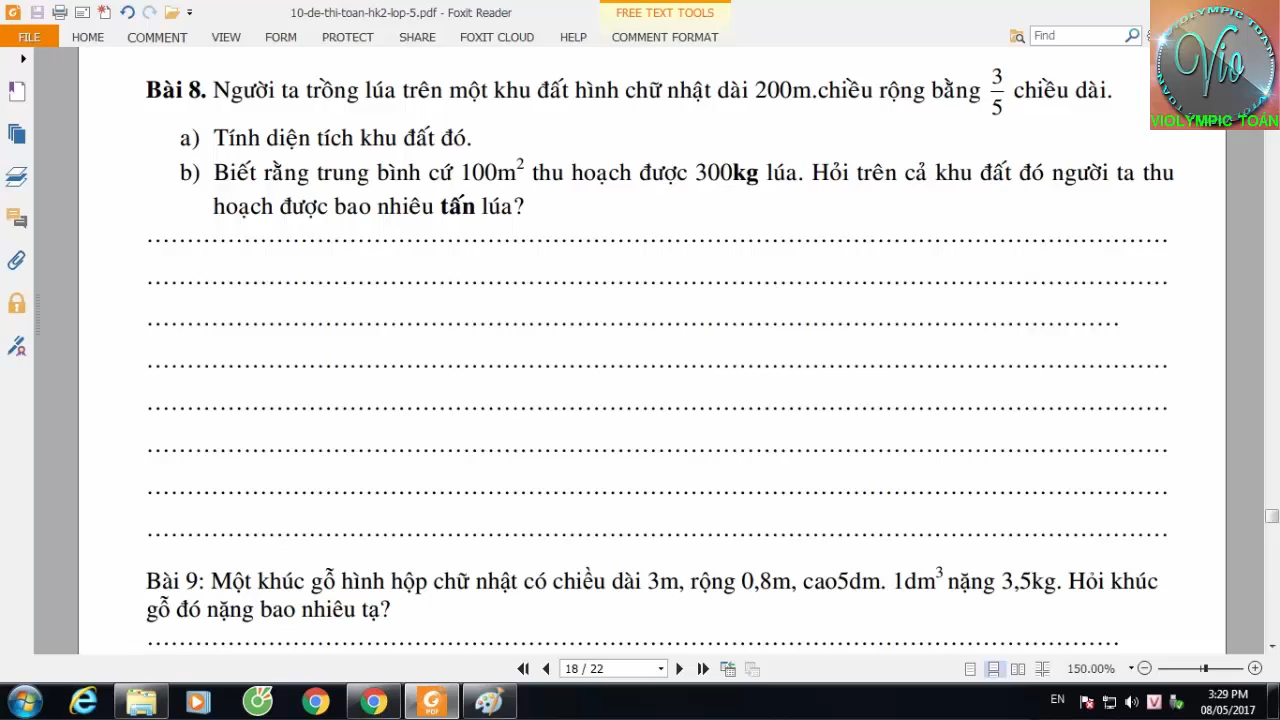 10-de-thi-toan-hk2-lop-5.pdf - Foxit Reader
FREE TEXT TOOLS
FILE HOME COMMENT VIEW FORM PROTECT SHARE FOXIT CLOUD HELP COMMENT FORMAT Find
VIOLYMPIC TOÁN
Vio
VIOLYMPIC TOÁN
Bài 8. Người ta trồng lúa trên một khu đất hình chữ nhật dài 200m.chiều rộng bằng 3/5 chiều dài.
a) Tính diện tích khu đất đó.
b) Biết rằng trung bình cứ 100m² thu hoạch được 300kg lúa. Hỏi trên cả khu đất đó người ta thu
hoạch được bao nhiêu tấn lúa?
Bài 9: Một khúc gỗ hình hộp chữ nhật có chiều dài 3m, rộng 0,8m, cao5dm. 1dm³ nặng 3,5kg. Hỏi khúc
gỗ đó nặng bao nhiêu tạ?
18 / 22
150.00%
EN
3:29 PM
08/05/2017